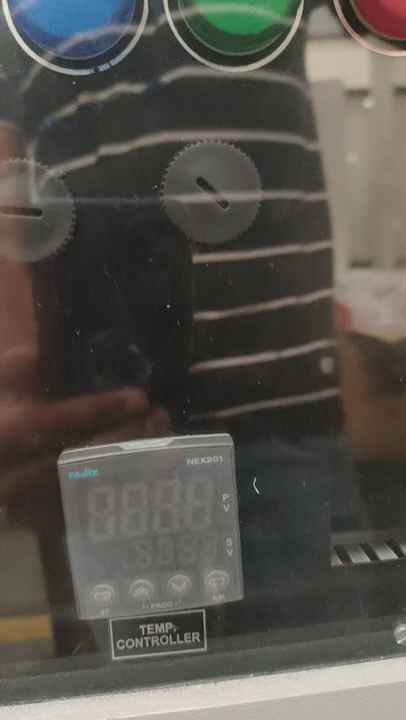 radix
NEX201
PV
SV
PROG
TEMP.
CONTROLLER